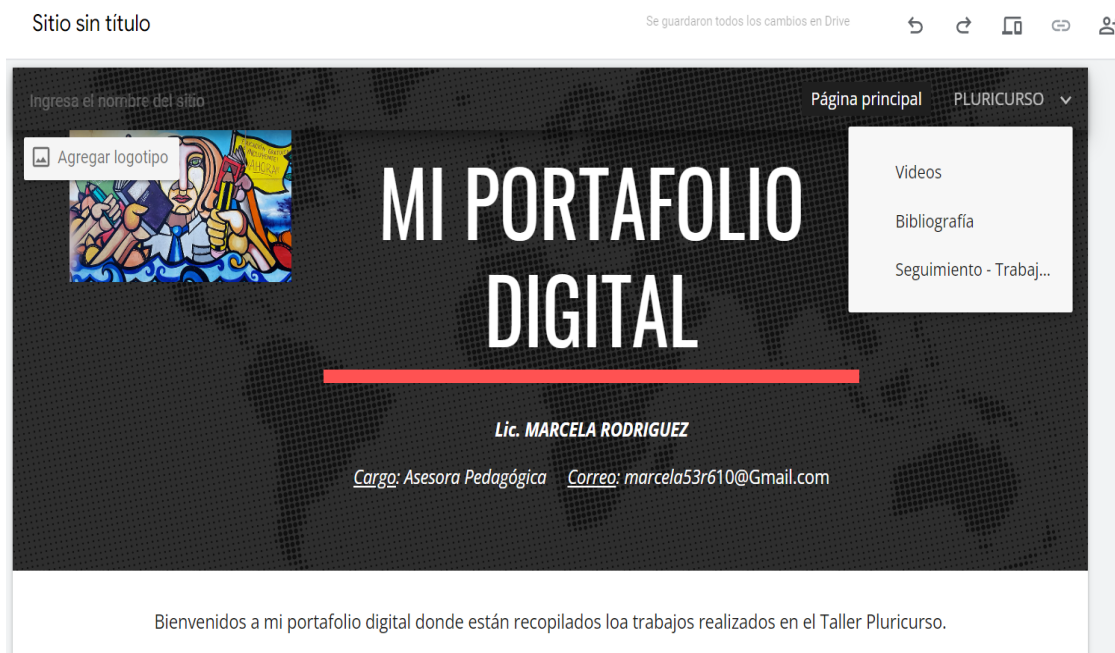 Sitio sin título
Se guardaron todos los cambios en Drive
Ingresa el nombre del sitio
Página principal
PLURICURSO
Agregar logotipo
AHORA!
Videos
Bibliografía
Seguimiento - Trabaj...
MI PORTAFOLIO
DIGITAL
Lic. MARCELA RODRIGUEZ
Cargo: Asesora Pedagógica Correo: marcela53r610@Gmail.com
Bienvenidos a mi portafolio digital donde están recopilados loa trabajos realizados en el Taller Pluricurso.